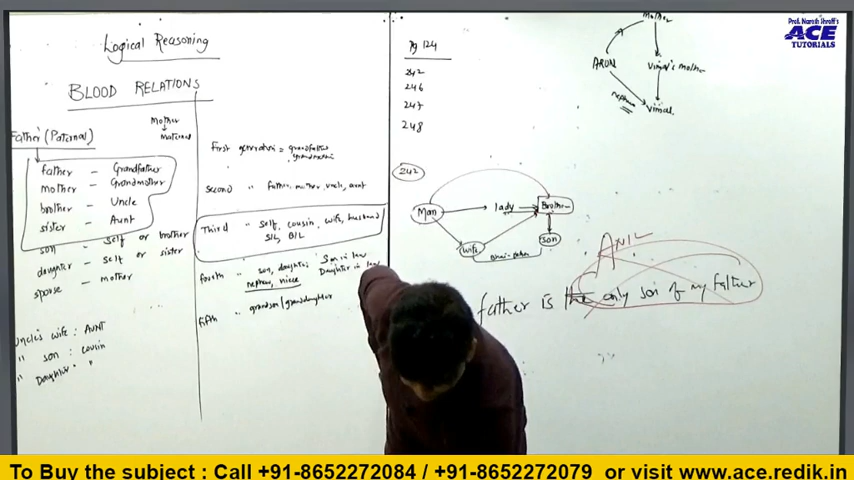 Logical Reasoning
BLOOD RELATIONS
Mother
Maternal
Father (Paternal)
father - Grandfather
mother - Grandmother
brother - Uncle
sister - Aunt
son - self or brother
daughter - self or sister
spouse - mother
uncle's wife : AUNT
" son : cousin
Daughter "
First generation = grandfather
grandmother
second " father, mother, uncle, aunt
Third " self, cousin, wife, husband
SIL BIL
fourth " son, daughter, Son in law
nephew, niece Daughter in law
fifth " grandson/granddaughter
Pg 124
242
246
247
248
242
Man
lady
Brother
wife
son
mother
ARUN
Vimal's mother
nephew
Vimal
ANIL
father is the only son of my father
Prof. Naresh Shroff's
ACE
TUTORIALS
To Buy the subject : Call +91-8652272084 / +91-8652272079 or visit www.ace.redik.in